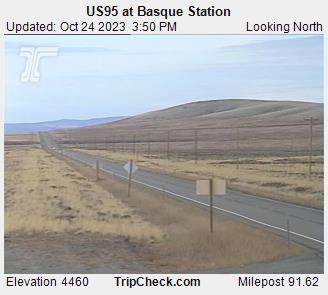 US95 at Basque Station
Updated: Oct 24 2023 3:50 PM Looking North
Elevation 4460 TripCheck.com Milepost 91.62